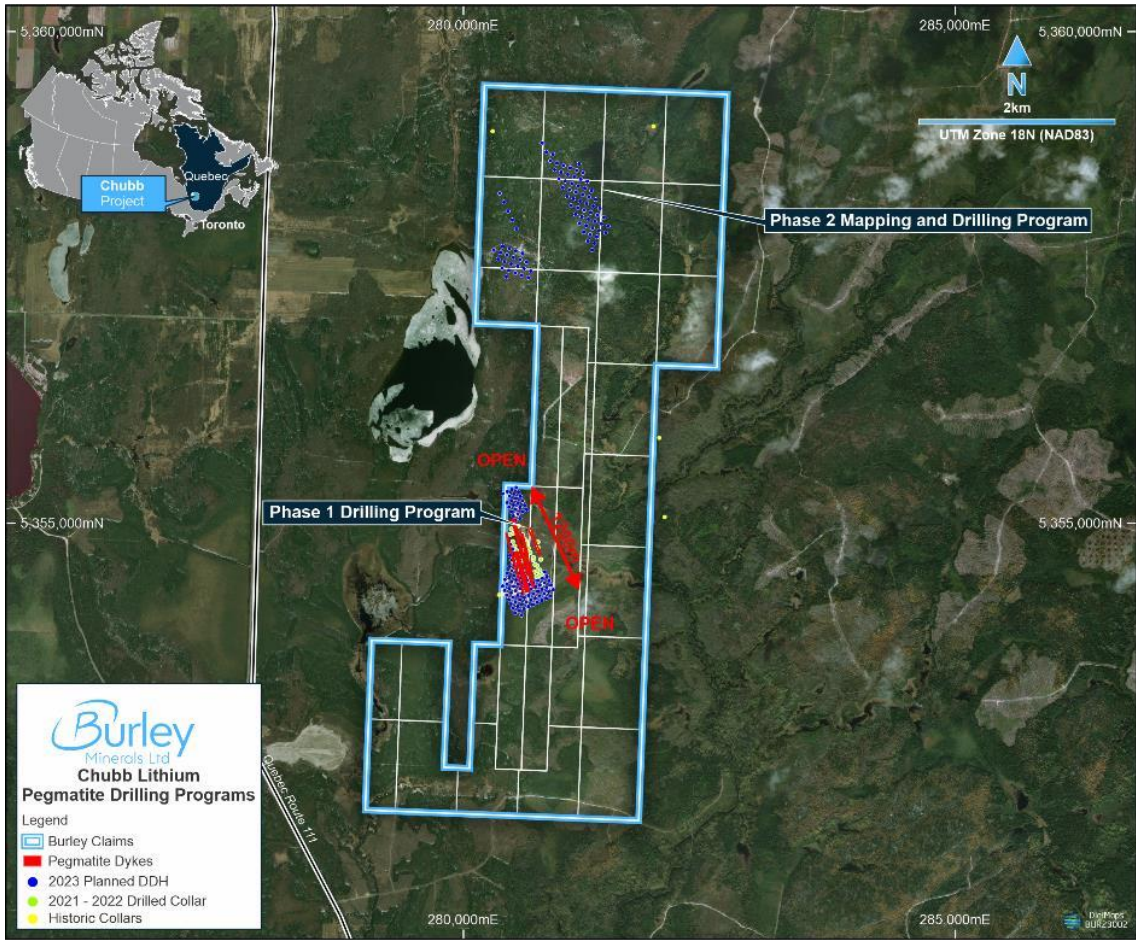 280,000mE
285,000mE
5,360,000mN
5,360,000mN
N
2km
UTM Zone 18N (NAD83)
Quebec
Chubb
Project
Toronto
Phase 2 Mapping and Drilling Program
OPEN
Phase 1 Drilling Program
5,355,000mN
5,355,000mN
OPEN
Burley
Minerals Ltd
Chubb Lithium
Pegmatite Drilling Programs
Legend
Burley Claims
Pegmatite Dykes
2023 Planned DDH
2021 - 2022 Drilled Collar
Historic Collars
Quebec Route 111
280,000mE
285,000mE
BUR23002